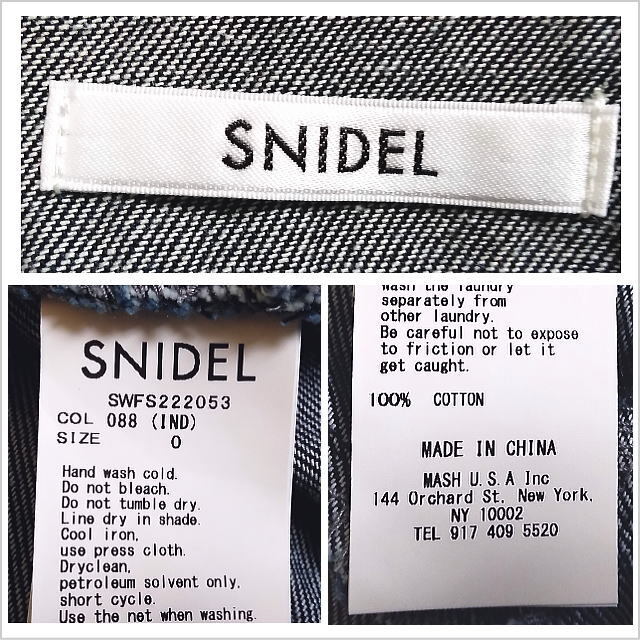 SNIDEL
SNIDEL
SWFS222053
COL 088 (IND)
SIZE 0
Hand wash cold.
Do not bleach.
Do not tumble dry.
Line dry in shade.
Cool iron,
use press cloth.
Dryclean,
petroleum solvent only,
short cycle.
Use the net when washing.
wash the laundry
separately from
other laundry.
Be careful not to expose
to friction or let it
get caught.
100% COTTON
MADE IN CHINA
MASH U.S.A Inc
144 Orchard St. New York,
NY 10002
TEL 917 409 5520